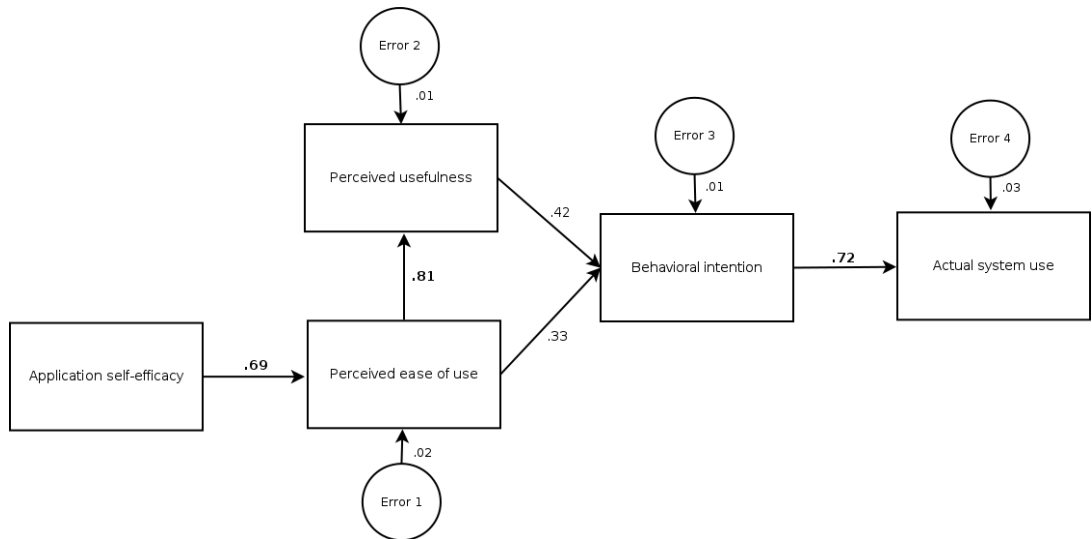 Error 2
.01
Perceived usefulness
Error 3
.01
Error 4
.03
.42
Behavioral intention
.72
Actual system use
.81
.33
Application self-efficacy
.69
Perceived ease of use
.02
Error 1